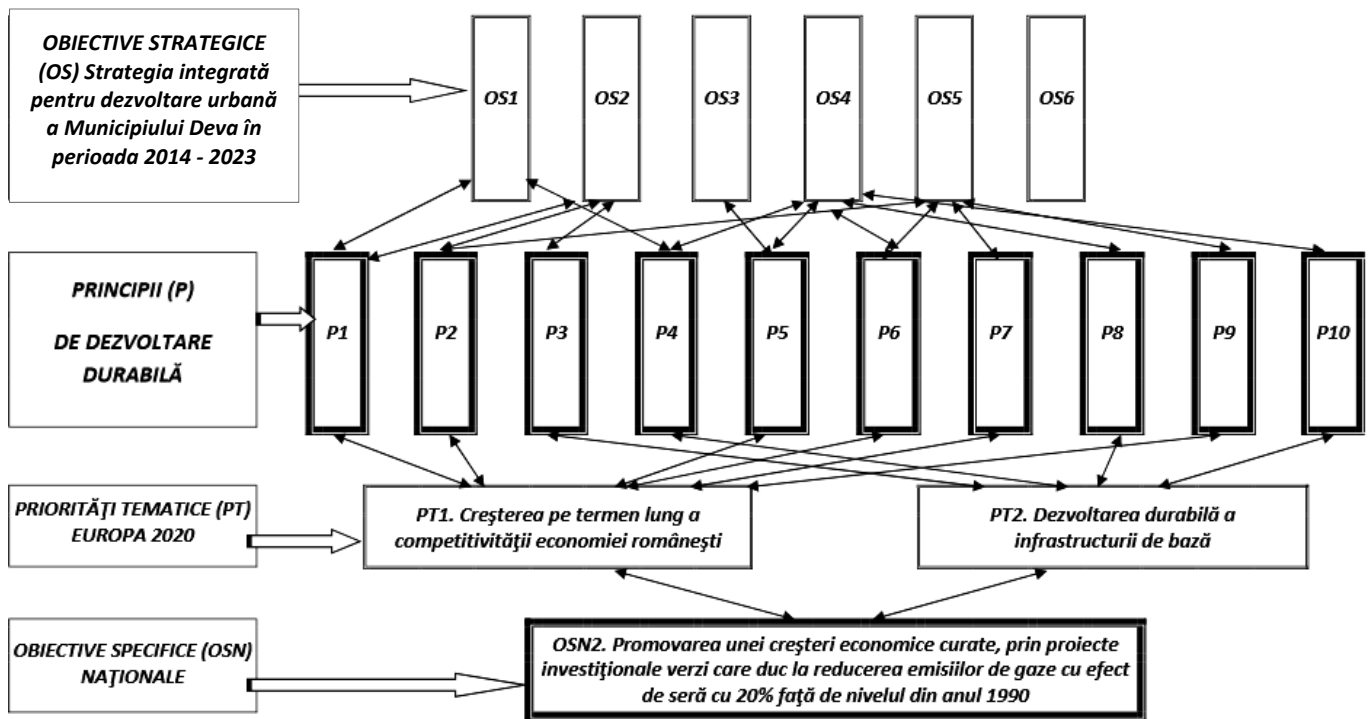 OBIECTIVE STRATEGICE
(OS) Strategia integrată
pentru dezvoltare urbană
a Municipiului Deva în
perioada 2014 - 2023
OS1
OS2
OS3
OS4
OS5
OS6
PRINCIPII (P)
DE DEZVOLTARE
DURABILĂ
P1
P2
P3
P4
P5
P6
P7
P8
P9
P10
PRIORITĂŢI TEMATICE (PT)
EUROPA 2020
PT1. Creşterea pe termen lung a
competitivităţii economiei româneşti
PT2. Dezvoltarea durabilă a
infrastructurii de bază
OBIECTIVE SPECIFICE (OSN)
NAŢIONALE
OSN2. Promovarea unei creşteri economice curate, prin proiecte
investiţionale verzi care duc la reducerea emisiilor de gaze cu efect
de seră cu 20% faţă de nivelul din anul 1990